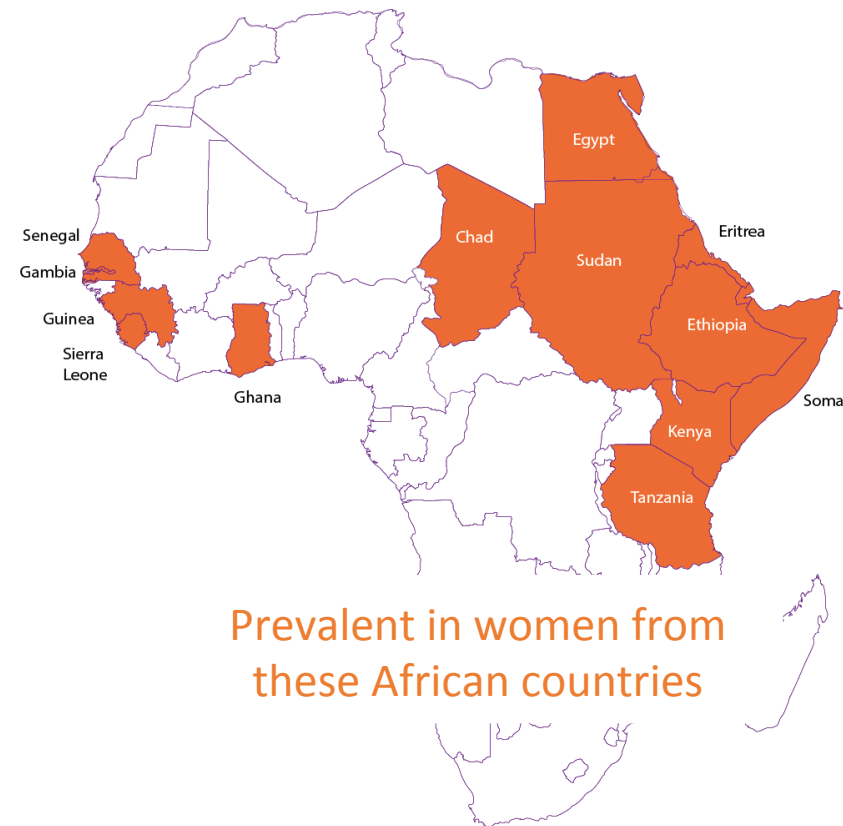 Egypt
Senegal
Chad
Eritrea
Gambia
Sudan
Guinea
Ethiopia
Sierra
Leone
Ghana
Soma
Kenya
Tanzania
Prevalent in women from
these African countries